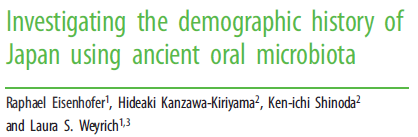 Investigating the demographic history of
Japan using ancient oral microbiota
Raphael Eisenhofer¹, Hideaki Kanzawa-Kiriyama², Ken-ichi Shinoda²
and Laura S. Weyrich¹,³